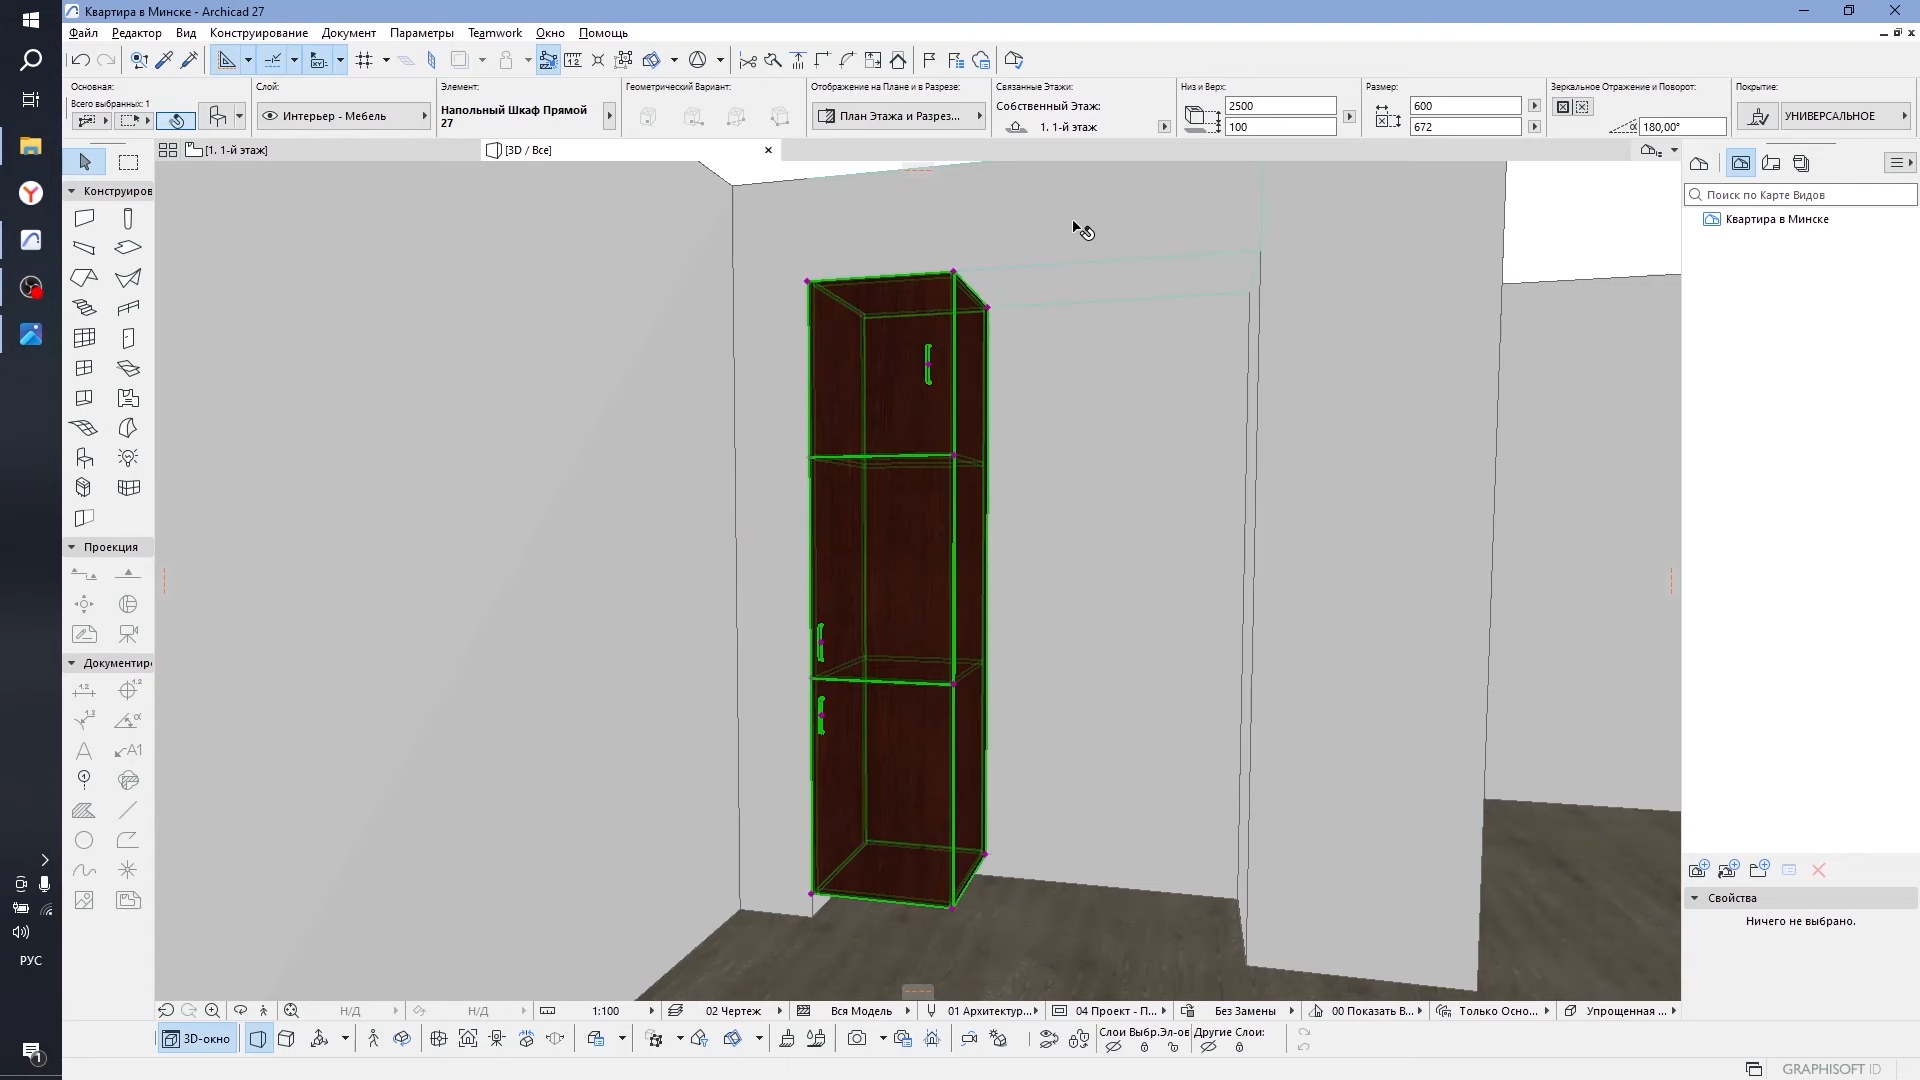 Квартира в Минске - Archicad 27
Файл Редактор Вид Конструирование Документ Параметры Teamwork Окно Помощь
Основная:
Всего выбранных: 1
Слой:
Интерьер - Мебель
Элемент:
Напольный Шкаф Прямой 27
Геометрический Вариант:
Отображение на Плане и в Разрезе:
План Этажа и Разрез...
Связанные Этажи:
Собственный Этаж:
1. 1-й этаж
Низ и Верх:
2500
100
Размер:
600
672
Зеркальное Отражение и Поворот:
α 180,00°
Покрытие:
УНИВЕРСАЛЬНОЕ
[1. 1-й этаж]
[3D / Все]
Конструиров
Проекция
Документир
Поиск по Карте Видов
Квартира в Минске
Свойства
Ничего не выбрано.
РУС
Н/Д
Н/Д
1:100
02 Чертеж
Вся Модель
01 Архитектур...
04 Проект - П...
Без Замены
00 Показать В...
Только Осно...
Упрощенная ...
3D-окно
Слои Выбр.Эл-ов
Другие Слои:
GRAPHISOFT ID